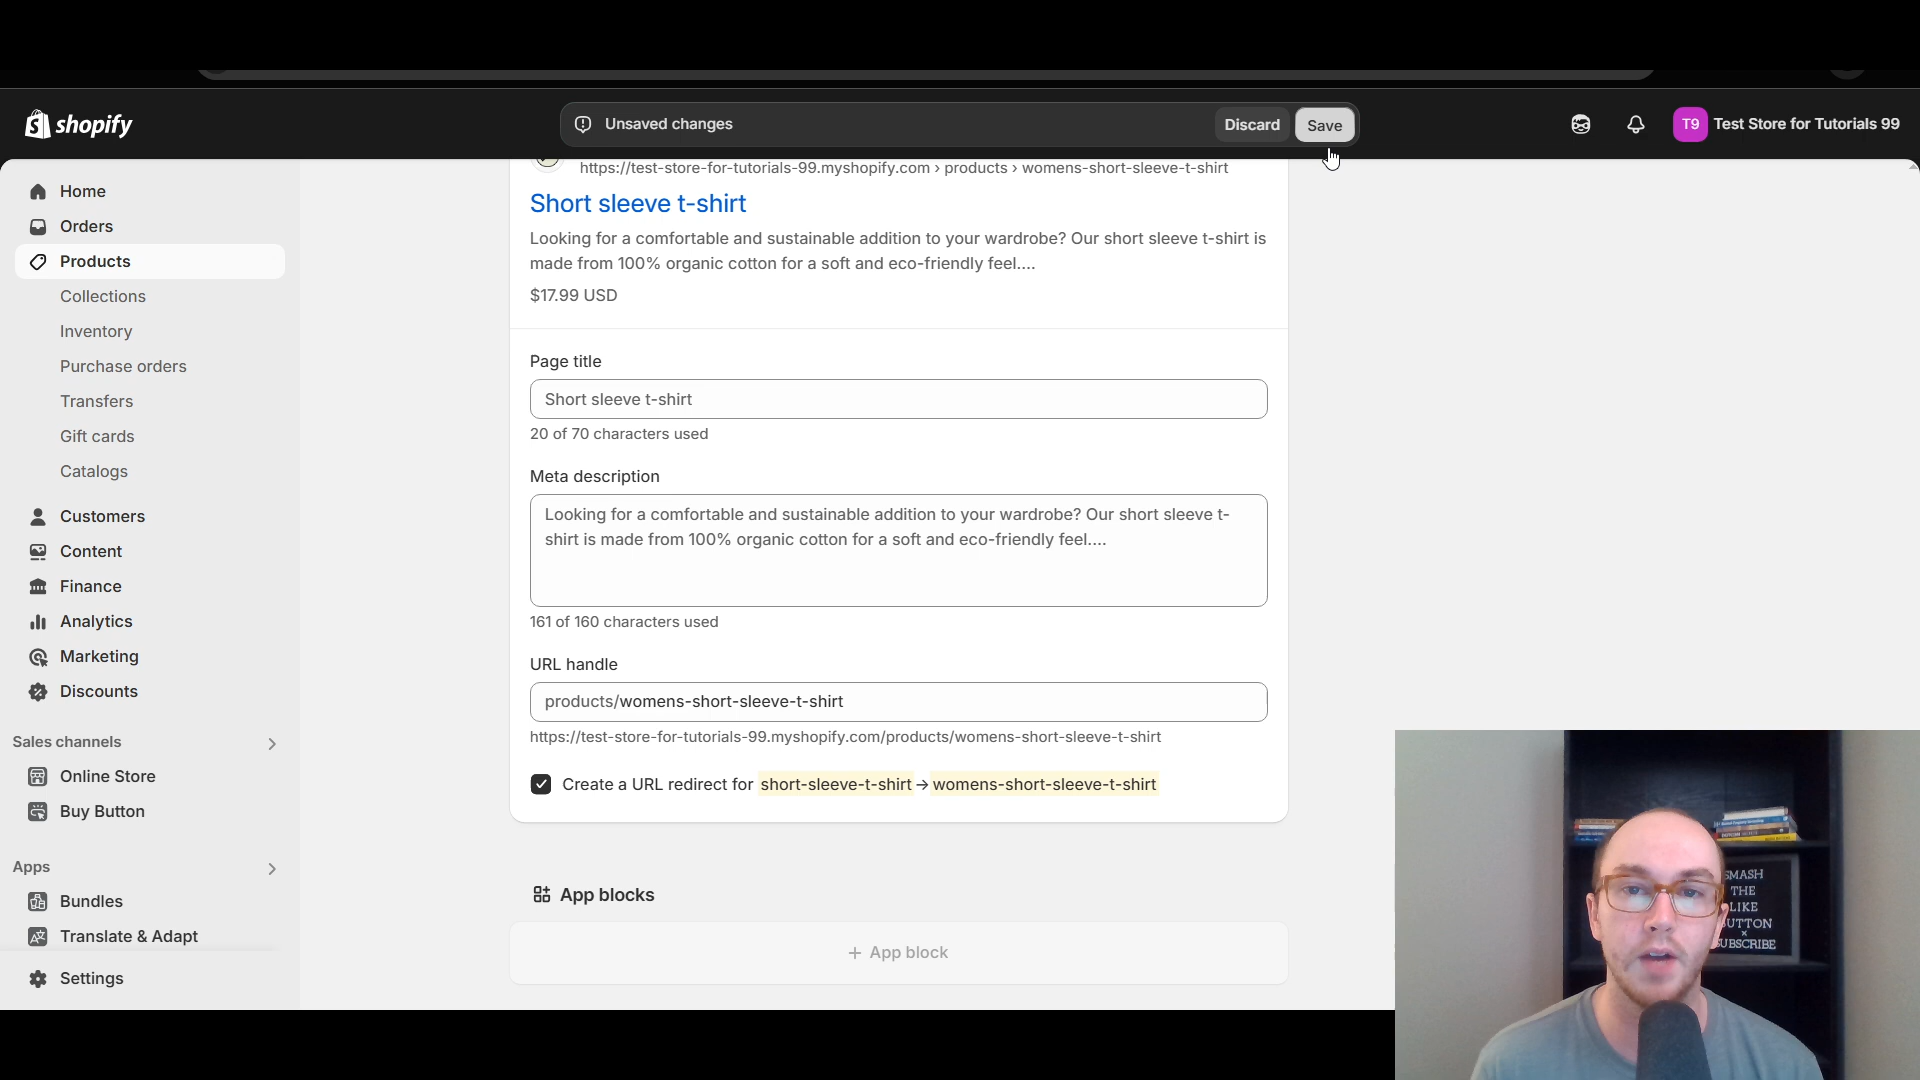 shopify
Unsaved changes
Discard
Save
T9
Test Store for Tutorials 99
Home
Orders
Products
Collections
Inventory
Purchase orders
Transfers
Gift cards
Catalogs
Customers
Content
Finance
Analytics
Marketing
Discounts
Sales channels
Online Store
Buy Button
Apps
Bundles
Translate & Adapt
Settings
https://test-store-for-tutorials-99.myshopify.com › products › womens-short-sleeve-t-shirt
Short sleeve t-shirt
Looking for a comfortable and sustainable addition to your wardrobe? Our short sleeve t-shirt is
made from 100% organic cotton for a soft and eco-friendly feel....
$17.99 USD
Page title
Short sleeve t-shirt
20 of 70 characters used
Meta description
Looking for a comfortable and sustainable addition to your wardrobe? Our short sleeve t-
shirt is made from 100% organic cotton for a soft and eco-friendly feel....
161 of 160 characters used
URL handle
products/womens-short-sleeve-t-shirt
https://test-store-for-tutorials-99.myshopify.com/products/womens-short-sleeve-t-shirt
Create a URL redirect for short-sleeve-t-shirt → womens-short-sleeve-t-shirt
App blocks
+ App block
SMASH
THE
LIKE
BUTTON
×
SUBSCRIBE